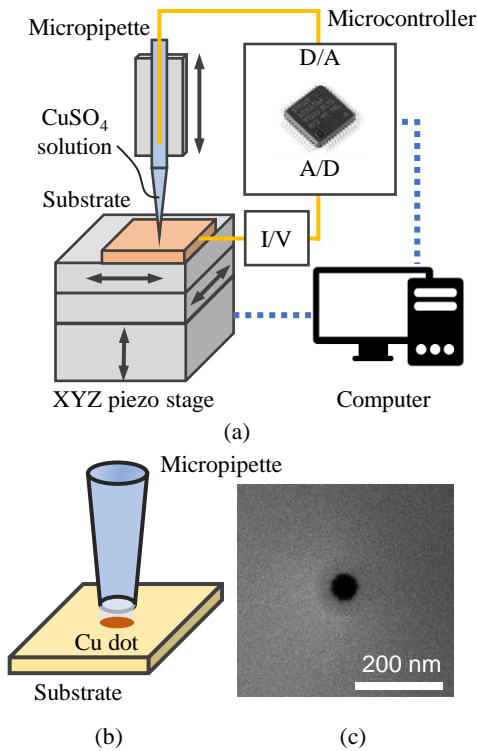 Micropipette
Microcontroller
D/A
CuSO₄
solution
A/D
Substrate
I/V
XYZ piezo stage
Computer
(a)
Micropipette
Cu dot
200 nm
Substrate
(b)
(c)